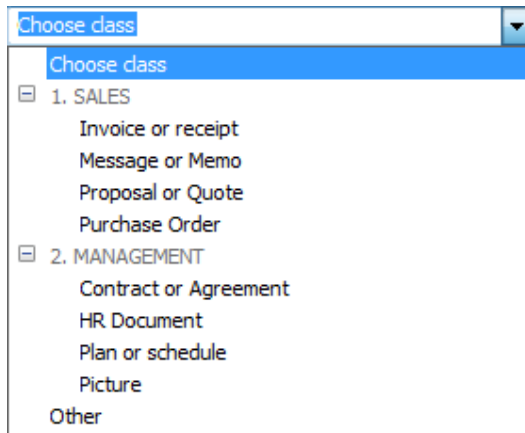 Choose class
Choose class
1. SALES
Invoice or receipt
Message or Memo
Proposal or Quote
Purchase Order
2. MANAGEMENT
Contract or Agreement
HR Document
Plan or schedule
Picture
Other